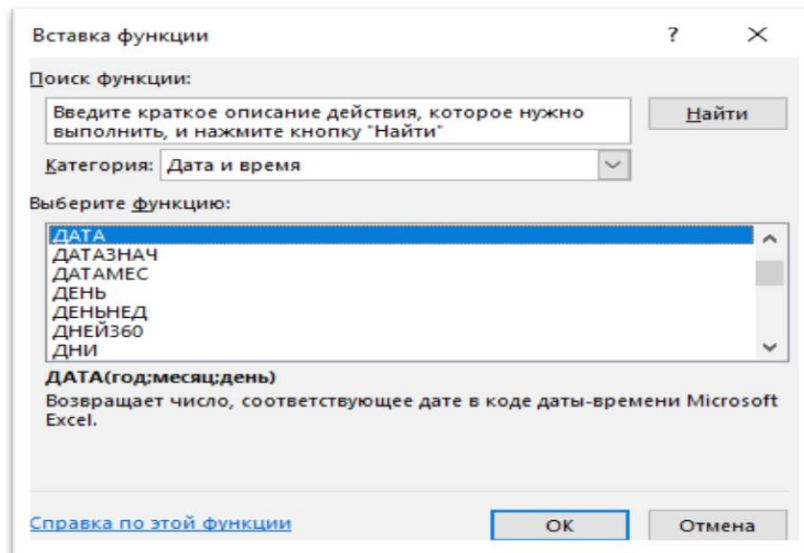 Вставка функции ? ×
Поиск функции:
Введите краткое описание действия, которое нужно
выполнить, и нажмите кнопку "Найти"
Найти
Категория: Дата и время
Выберите функцию:
ДАТА
ДАТАЗНАЧ
ДАТАМЕС
ДЕНЬ
ДЕНЬНЕД
ДНЕЙ360
ДНИ
ДАТА(год;месяц;день)
Возвращает число, соответствующее дате в коде даты-времени Microsoft
Excel.
Справка по этой функции
ОК
Отмена